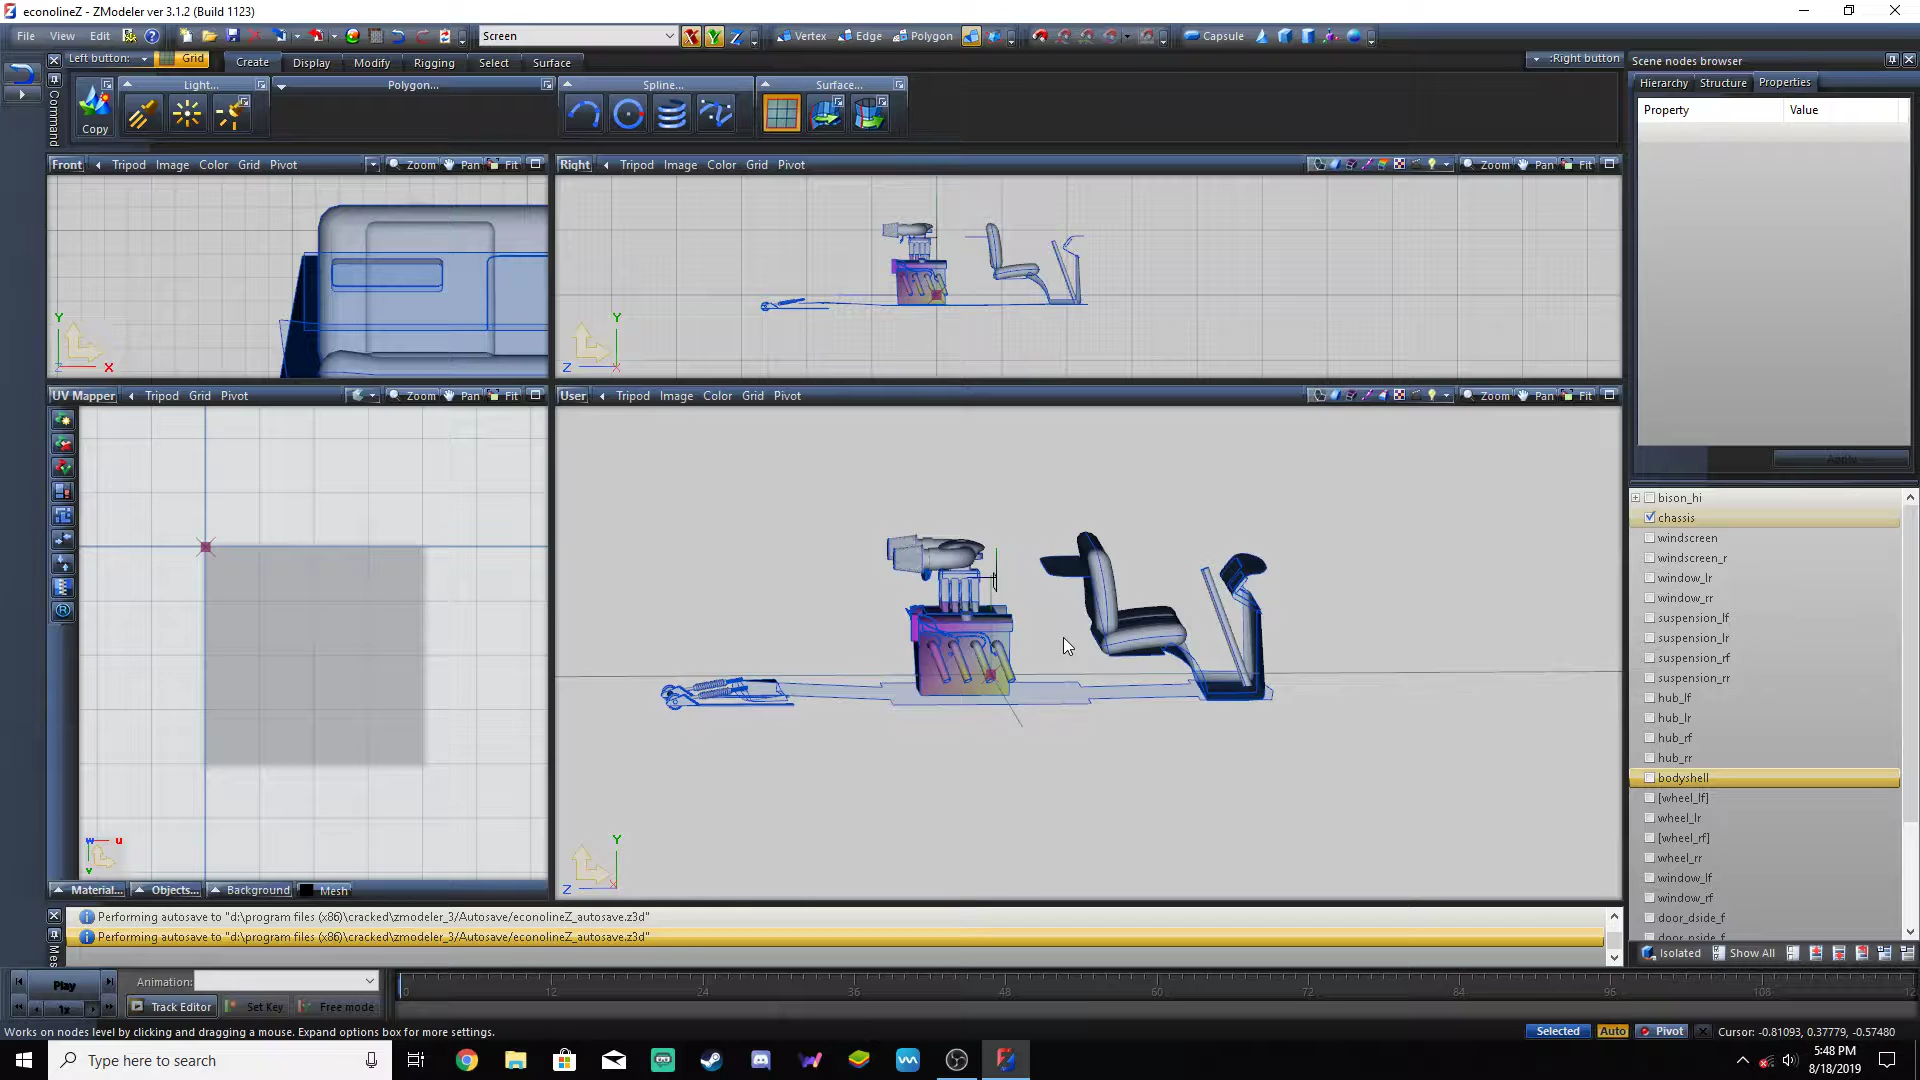 econolineZ - ZModeler ver 3.1.2 (Build 1123)
File View Edit Screen Vertex Edge Polygon Capsule
Left button: Grid Create Display Modify Rigging Select Surface :Right button
Command
Copy Light... Polygon... Spline... Surface...
Front Tripod Image Color Grid Pivot Zoom Pan Fit
Right Tripod Image Color Grid Pivot Zoom Pan Fit
Y
Z X
Y
Z X
UV Mapper Tripod Grid Pivot Zoom Pan Fit
User Tripod Image Color Grid Pivot Zoom Pan Fit
w u
v
Y
Z X
Material... Objects... Background Mesh
Scene nodes browser
Hierarchy Structure Properties
Property Value
Apply
bison_hi
chassis
windscreen
windscreen_r
window_lr
window_rr
suspension_lf
suspension_lr
suspension_rf
suspension_rr
hub_lf
hub_lr
hub_rf
hub_rr
bodyshell
[wheel_lf]
wheel_lr
[wheel_rf]
wheel_rr
window_lf
window_rf
door_dside_f
door_pside_f
Isolated Show All
Mes
Performing autosave to "d:\program files (x86)\cracked\zmodeler_3/Autosave/econolineZ_autosave.z3d"
Performing autosave to "d:\program files (x86)\cracked\zmodeler_3/Autosave/econolineZ_autosave.z3d"
Play Animation:
1x Track Editor Set Key Free mode
0 12 24 36 48 60 72 84 96 108 12
Works on nodes level by clicking and dragging a mouse. Expand options box for more settings.
Selected Auto Pivot Cursor: -0.81093, 0.37779, -0.57480
Type here to search
5:48 PM
8/18/2019